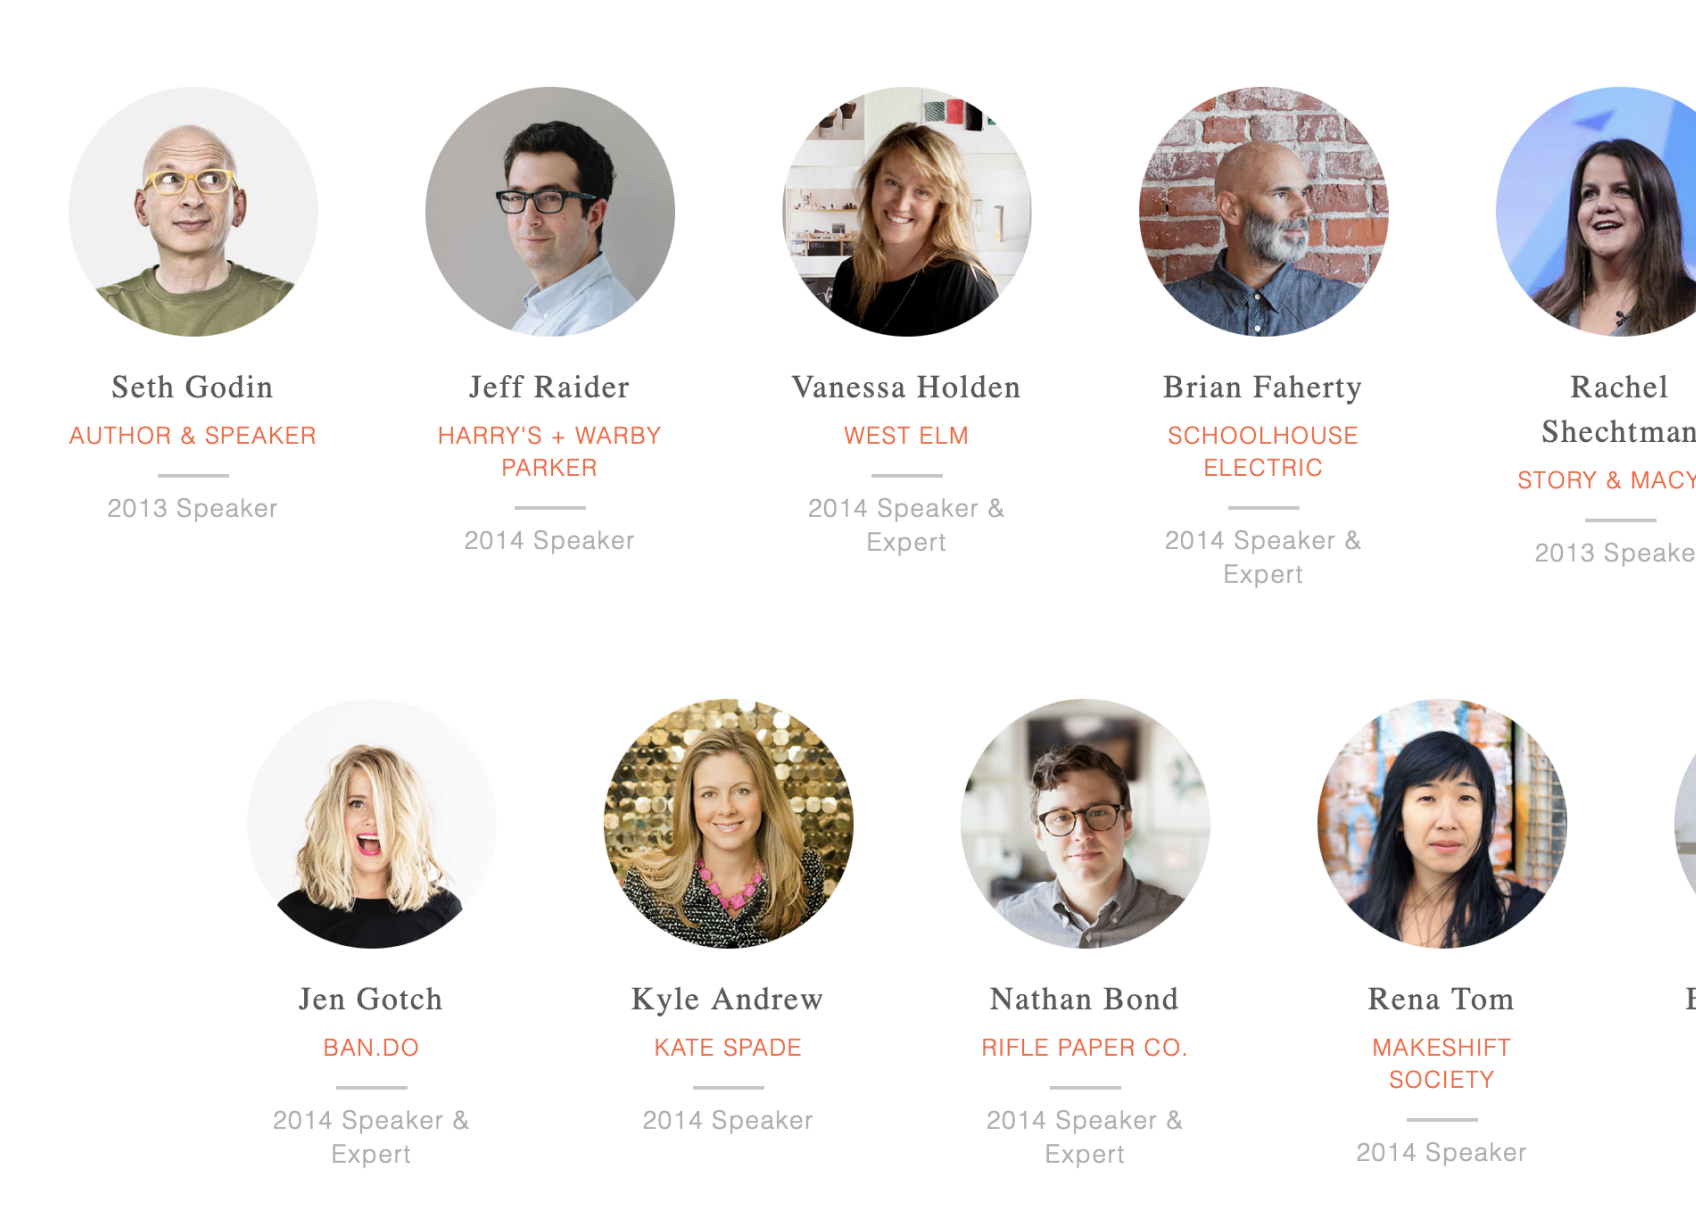 Seth Godin
AUTHOR & SPEAKER
2013 Speaker
Jeff Raider
HARRY'S + WARBY
PARKER
2014 Speaker
Vanessa Holden
WEST ELM
2014 Speaker &
Expert
Brian Faherty
SCHOOLHOUSE
ELECTRIC
2014 Speaker &
Expert
Rachel
Shechtman
STORY & MACY
2013 Speake
Jen Gotch
BAN.DO
2014 Speaker &
Expert
Kyle Andrew
KATE SPADE
2014 Speaker
Nathan Bond
RIFLE PAPER CO.
2014 Speaker &
Expert
Rena Tom
MAKESHIFT
SOCIETY
2014 Speaker